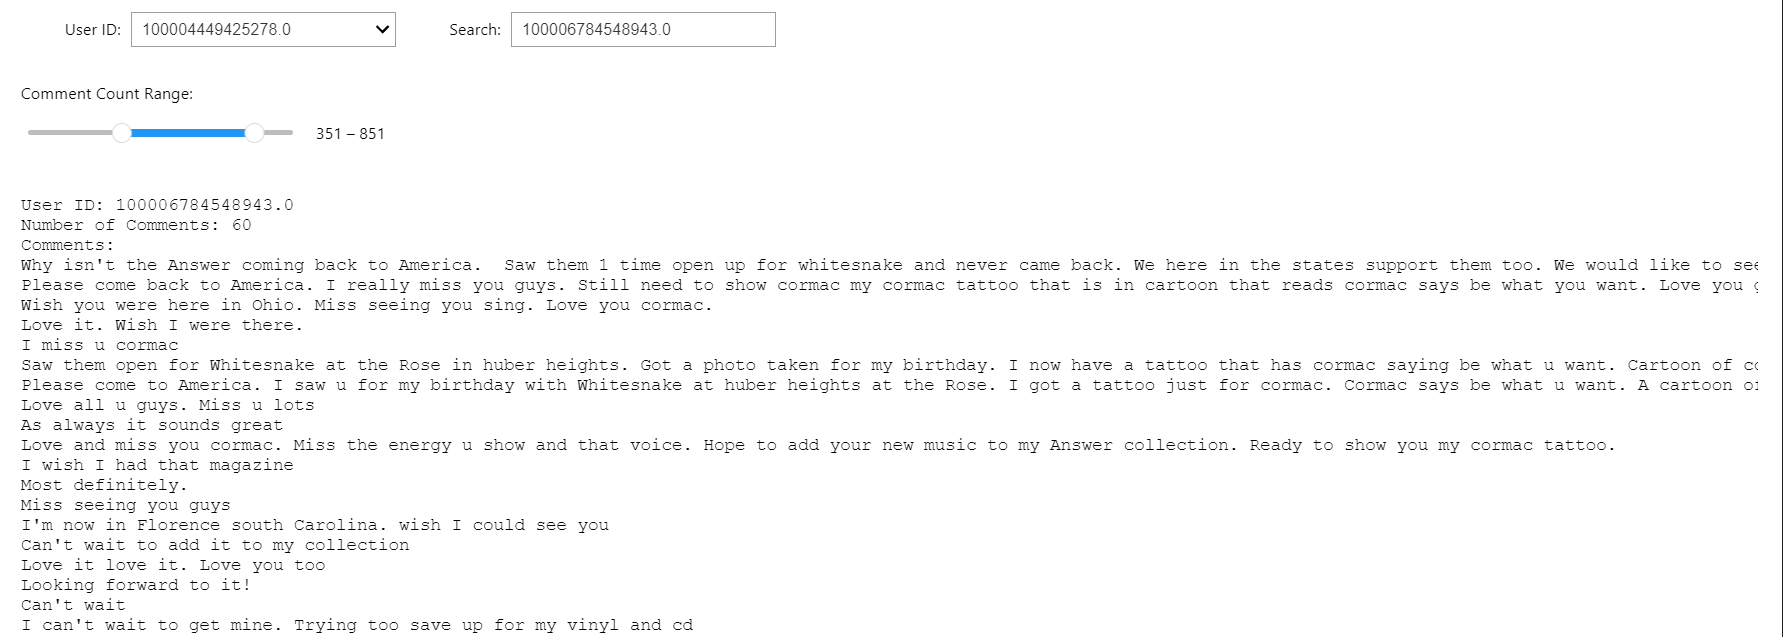 User ID: 100004449425278.0 Search: 100006784548943.0
Comment Count Range:
351 – 851
User ID: 100006784548943.0
Number of Comments: 60
Comments:
Why isn't the Answer coming back to America.  Saw them 1 time open up for whitesnake and never came back. We here in the states support them too. We would like to see
Please come back to America. I really miss you guys. Still need to show cormac my cormac tattoo that is in cartoon that reads cormac says be what you want. Love you
Wish you were here in Ohio. Miss seeing you sing. Love you cormac.
Love it. Wish I were there.
I miss u cormac
Saw them open for Whitesnake at the Rose in huber heights. Got a photo taken for my birthday. I now have a tattoo that has cormac saying be what u want. Cartoon of
Please come to America. I saw u for my birthday with Whitesnake at huber heights at the Rose. I got a tattoo just for cormac. Cormac says be what u want. A cartoon of
Love all u guys. Miss u lots
As always it sounds great
Love and miss you cormac. Miss the energy u show and that voice. Hope to add your new music to my Answer collection. Ready to show you my cormac tattoo.
I wish I had that magazine
Most definitely.
Miss seeing you guys
I'm now in Florence south Carolina. wish I could see you
Can't wait to add it to my collection
Love it love it. Love you too
Looking forward to it!
Can't wait
I can't wait to get mine. Trying too save up for my vinyl and cd